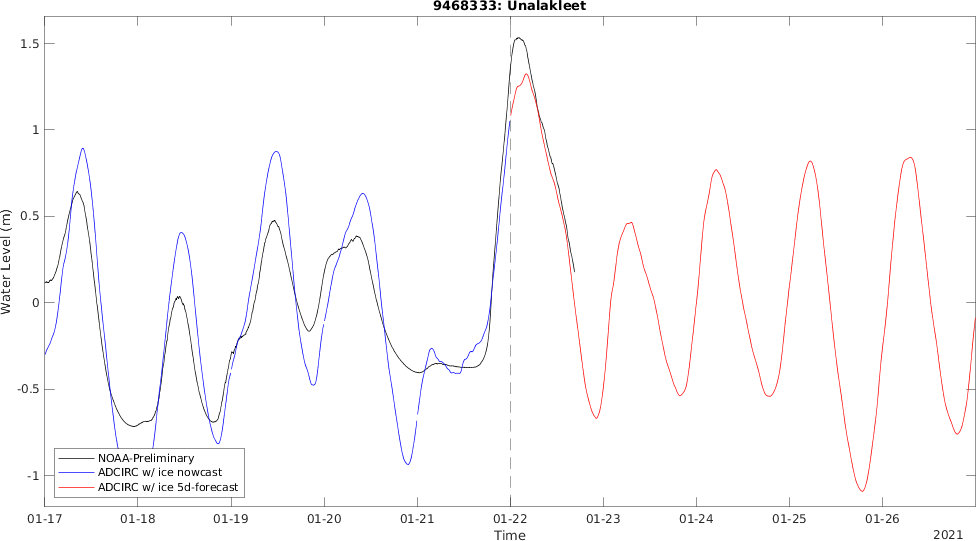 9468333: Unalakleet
Water Level (m)
1.5
1
0.5
0
-0.5
-1
NOAA-Preliminary
ADCIRC w/ ice nowcast
ADCIRC w/ ice 5d-forecast
01-17 01-18 01-19 01-20 01-21 01-22 01-23 01-24 01-25 01-26
Time
2021